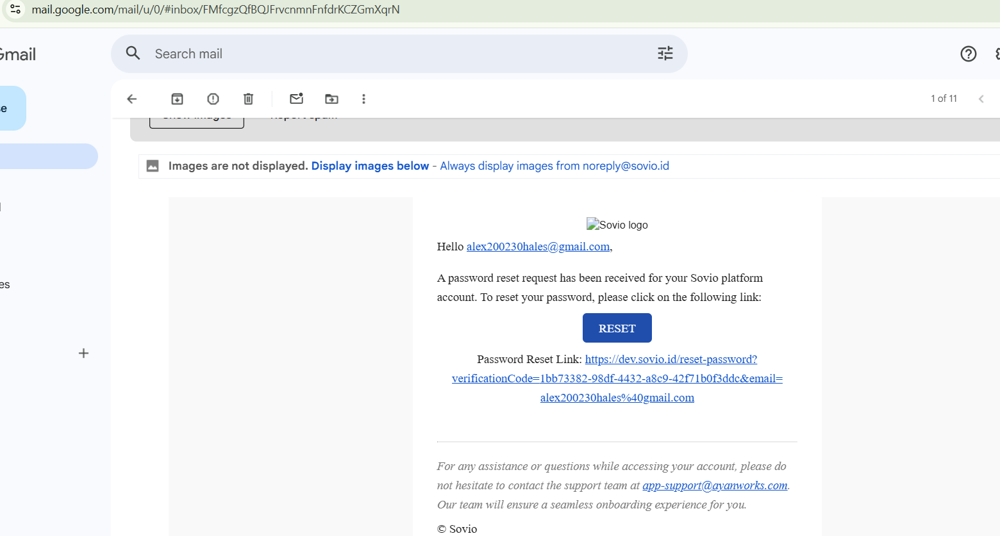 mail.google.com/mail/u/0/#inbox/FMfcgzQfBQJFrvcnmnFnfdrKCZGmXqrN
Gmail
Search mail
1 of 11
Images are not displayed. Display images below - Always display images from noreply@sovio.id
Sovio logo
Hello alex200230hales@gmail.com,
A password reset request has been received for your Sovio platform
account. To reset your password, please click on the following link:
RESET
Password Reset Link: https://dev.sovio.id/reset-password?
verificationCode=1bb73382-98df-4432-a8c9-42f71b0f3ddc&email=
alex200230hales%40gmail.com
For any assistance or questions while accessing your account, please do
not hesitate to contact the support team at app-support@ayanworks.com.
Our team will ensure a seamless onboarding experience for you.
© Sovio